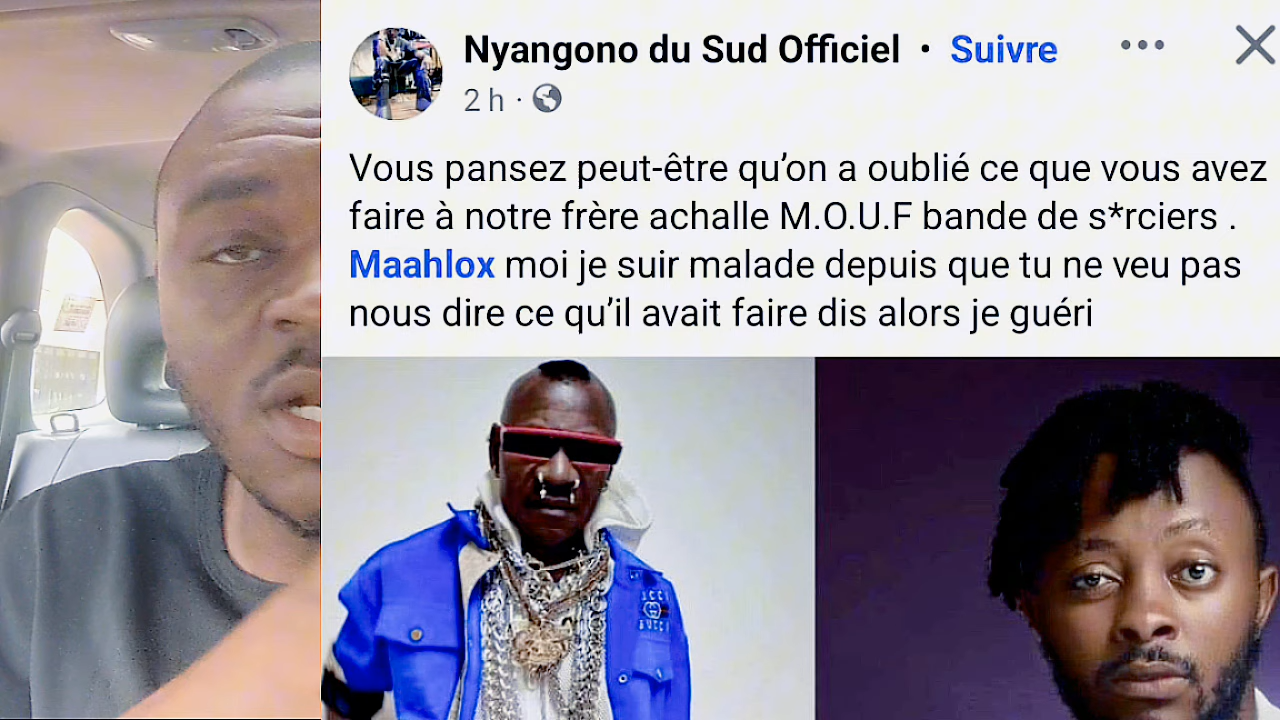 Nyangono du Sud Officiel • Suivre
2 h ·
Vous pansez peut-être qu'on a oublié ce que vous avez
faire à notre frère achalle M.O.U.F bande de s*rciers .
Maahlox moi je suir malade depuis que tu ne veu pas
nous dire ce qu'il avait faire dis alors je guéri
GUCCI